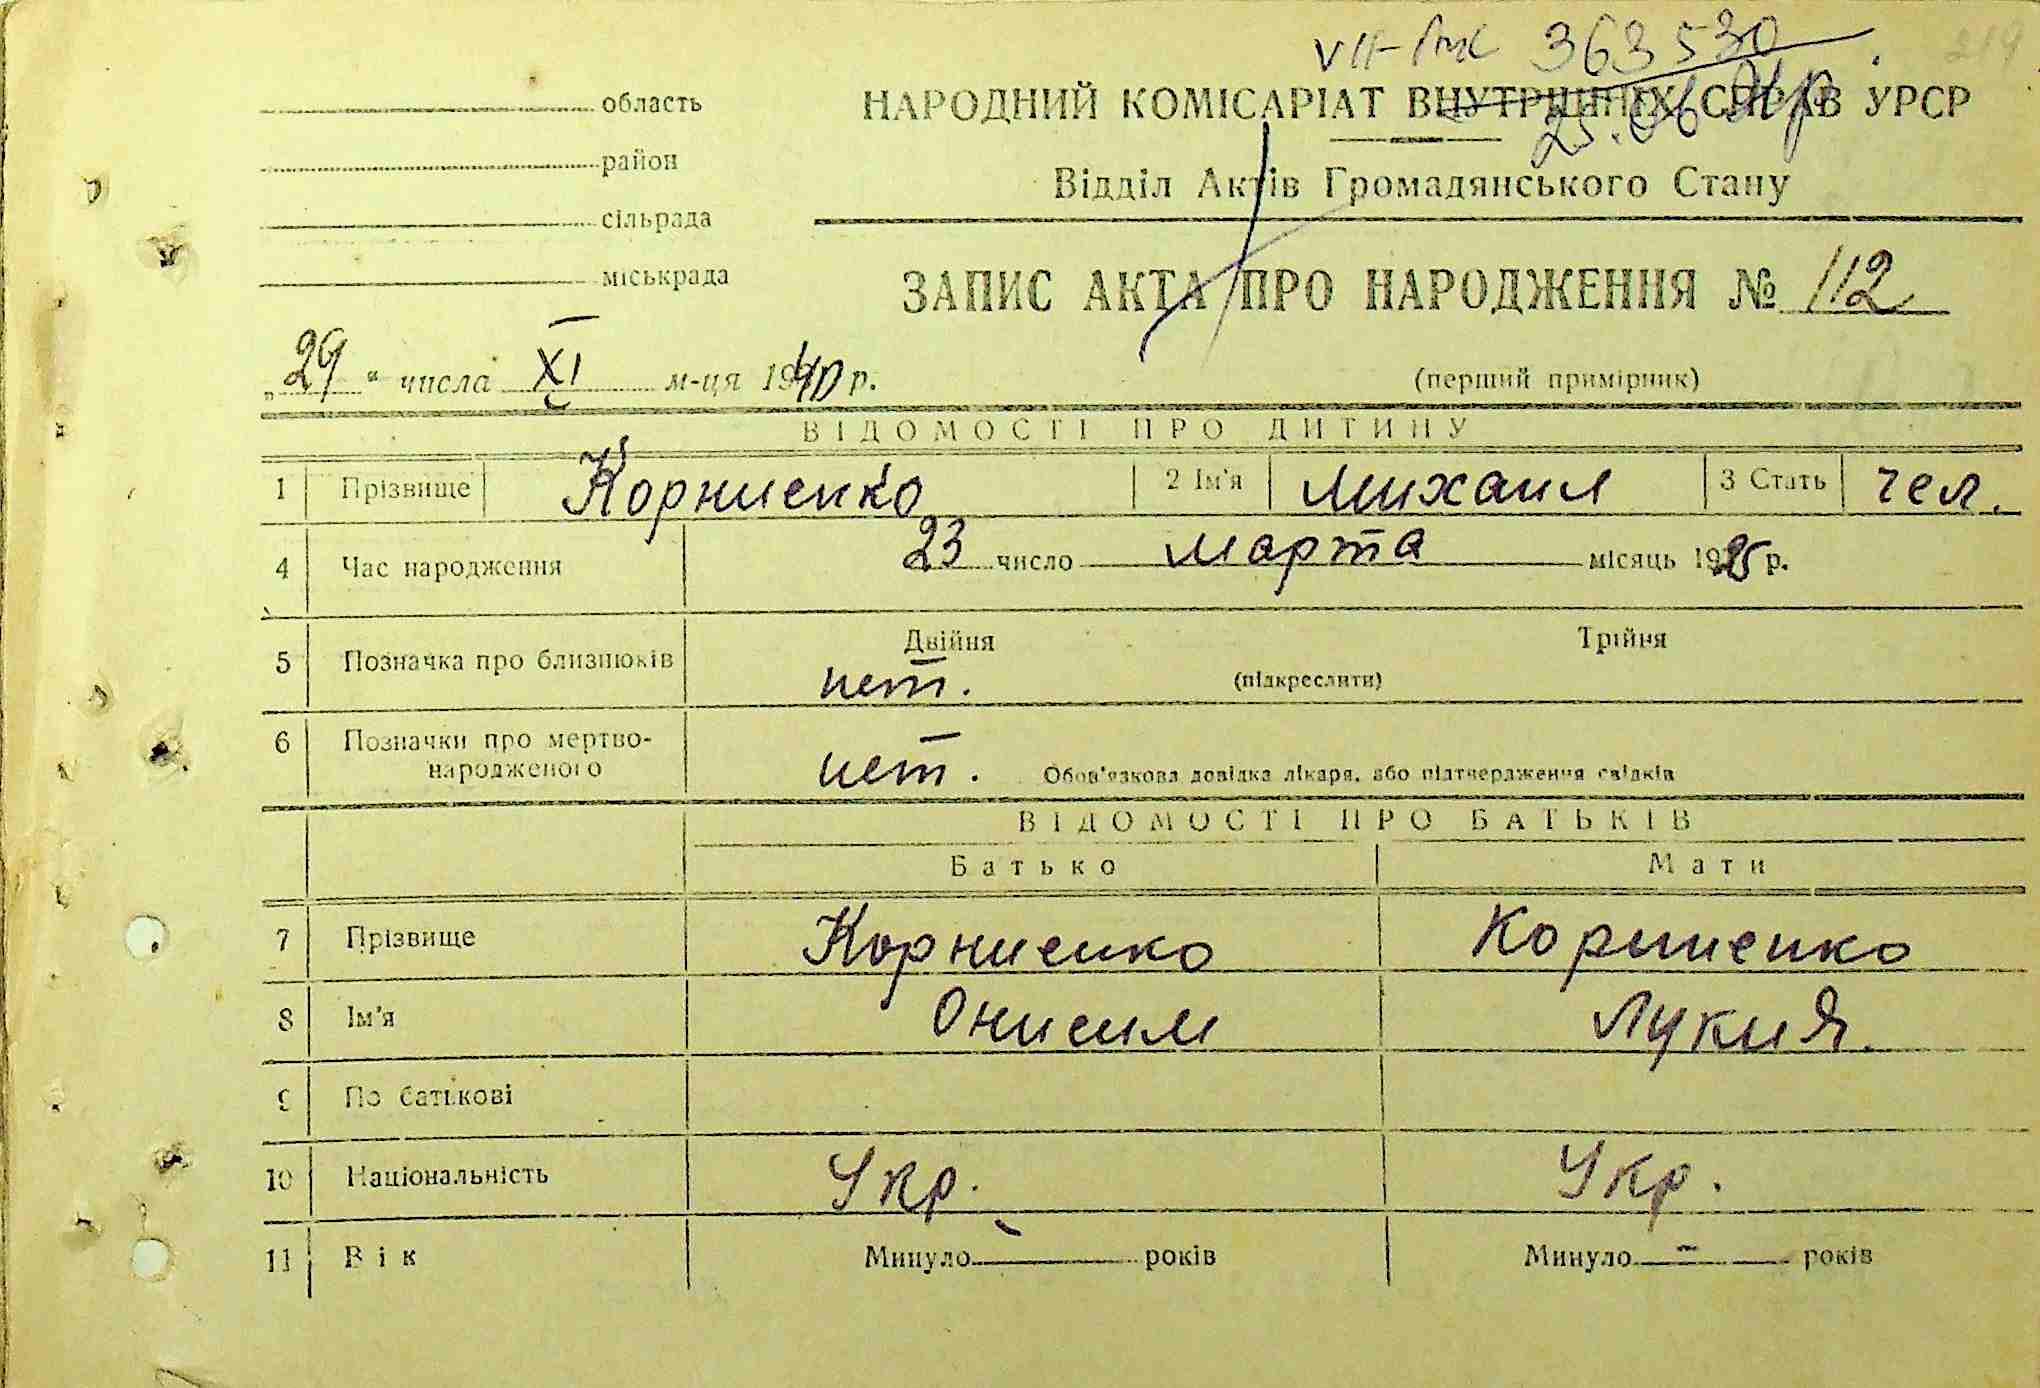 363530
219
область НАРОДНИЙ КОМІСАРІАТ ВНУТРІШНІХ СПРАВ УРСР
25.06
район
Відділ Актів Громадянського Стану
сільрада
міськрада ЗАПИС АКТА ПРО НАРОДЖЕННЯ № 112
„29“ числа XI м-ця 1940 р. (перший примірник)
ВІДОМОСТІ ПРО ДИТИНУ
1 Прізвище Корниенко 2 Ім'я Михаил 3 Стать чел.
4 Час народження 23 число марта місяць 1925 р.
5 Позначка про близнюків Двійня Трійня
нет. (підкреслити)
6 Позначки про мертво-
народженого нет. Обов'язкова довідка лікаря, або підтвердження свідків
ВІДОМОСТІ ПРО БАТЬКІВ
Батько Мати
7 Прізвище Корниенко Корниенко
8 Ім'я Онисим Лукия.
9 По батькові
10 Національність Укр. Укр.
11 Вік Минуло років Минуло – років